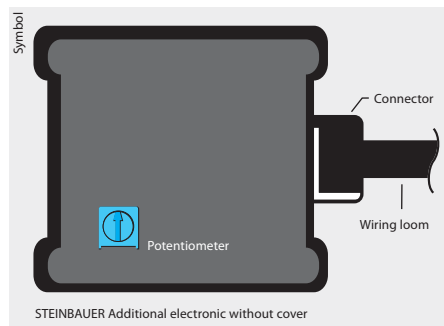 Symbol
Connector
Wiring loom
Potentiometer
STEINBAUER Additional electronic without cover